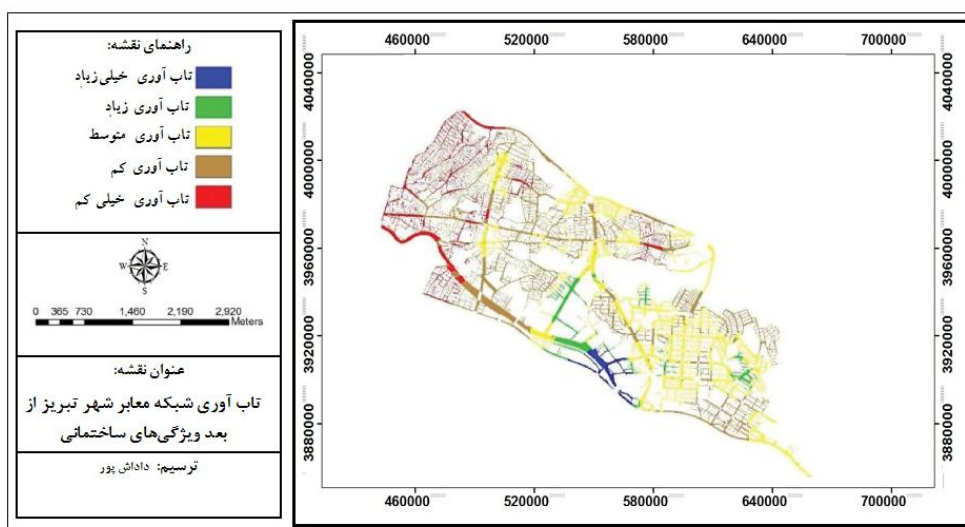 راهنمای نقشه:
تاب آوری خیلی زیاد
تاب آوری زیاد
تاب آوری متوسط
تاب آوری کم
تاب آوری خیلی کم
N
W E
S
0 365 730 1,460 2,190 2,920
Meters
عنوان نقشه:
تاب آوری شبکه معابر شهر تبریز از
بعد ویژگی‌های ساختمانی
ترسیم: داداش پور
460000 520000 580000 640000 700000
4040000
4000000
3960000
3920000
3880000
4040000
4000000
3960000
3920000
3880000
460000 520000 580000 640000 700000